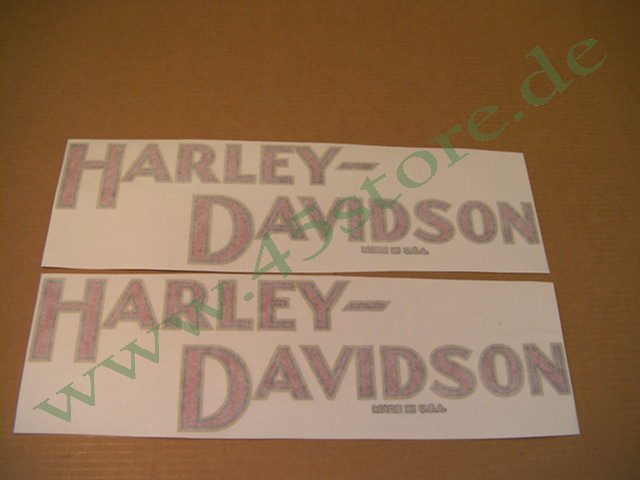 HARLEY-
DAVIDSON
MADE IN U.S.A.
HARLEY-
DAVIDSON
MADE IN U.S.A.
www.45store.de